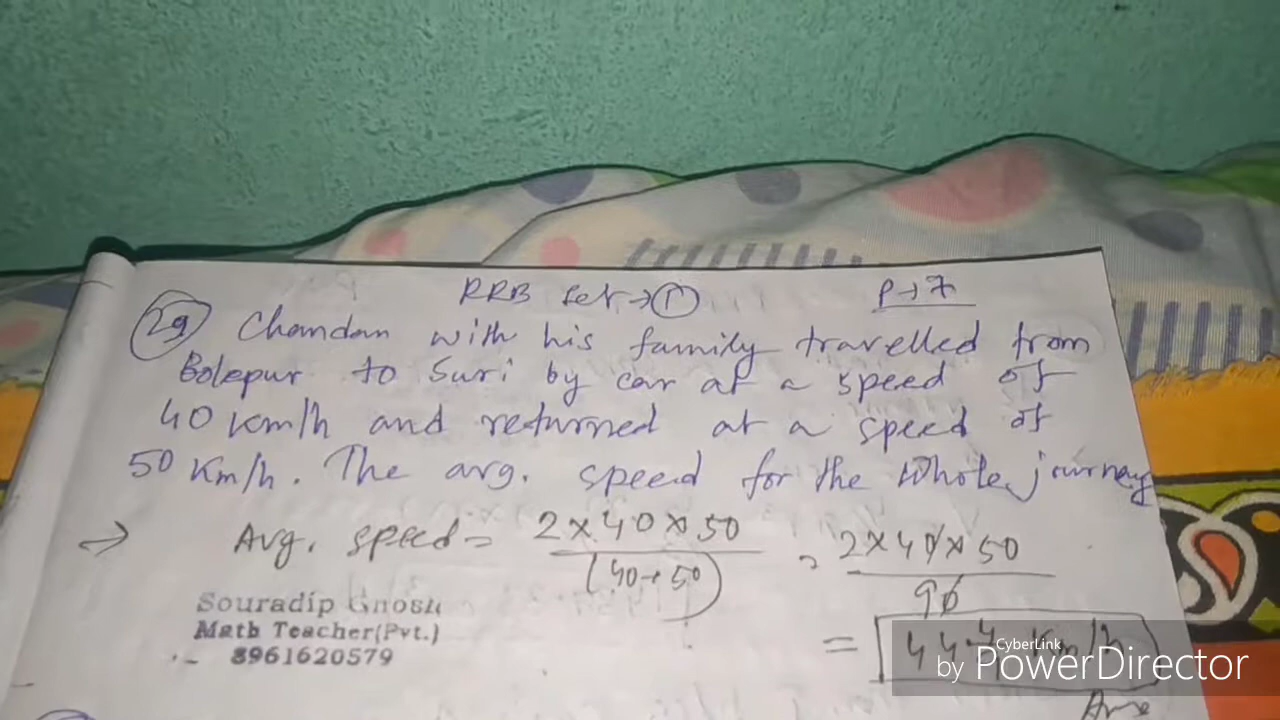 RRB Set → ① P → 7
29 Chandan with his family travelled from
Bolepur to Suri by car at a speed of
40 km/h and returned at a speed of
50 Km/h. The avg. speed for the whole journey
→ Avg. speed = 2×40×50 / (40+50) = 2×40×50 / 90
Souradip Ghosh
Math Teacher(Pvt.)
8961620579
= 44 4/9 km/h
Ans
CyberLink
by PowerDirector